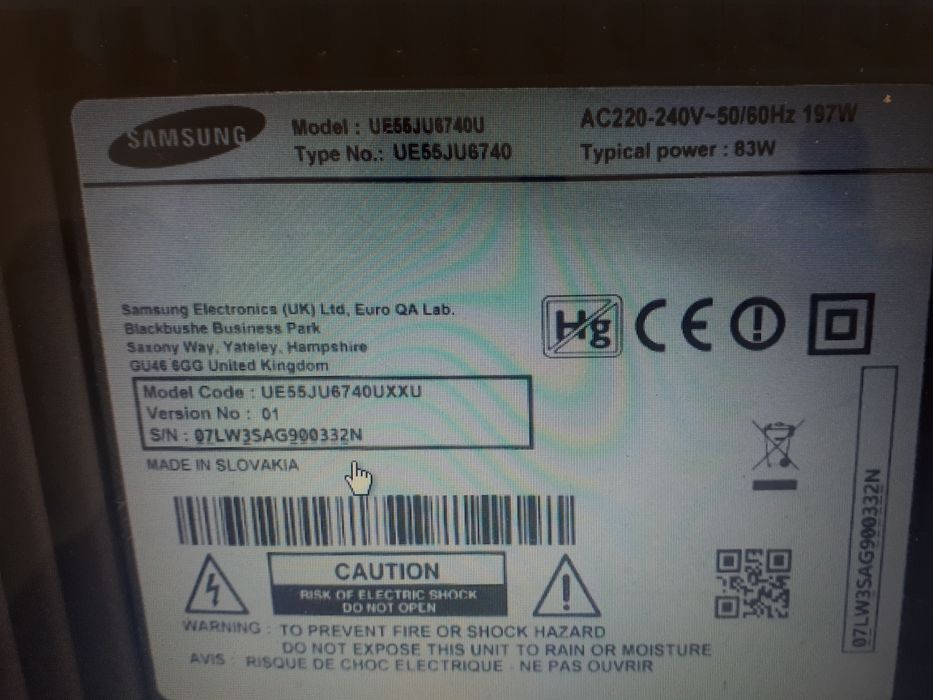 SAMSUNG
Model : UE55JU6740U
Type No.: UE55JU6740
AC220-240V~50/60Hz 197W
Typical power : 83W
Samsung Electronics (UK) Ltd, Euro QA Lab.
Blackbushe Business Park
Saxony Way, Yateley, Hampshire
GU46 6GG United Kingdom
Hg
CE
Model Code : UE55JU6740UXXU
Version No : 01
S/N : 07LW3SAG900332N
MADE IN SLOVAKIA
07LW3SAG900332N
CAUTION
RISK OF ELECTRIC SHOCK
DO NOT OPEN
WARNING : TO PREVENT FIRE OR SHOCK HAZARD
DO NOT EXPOSE THIS UNIT TO RAIN OR MOISTURE
AVIS : RISQUE DE CHOC ELECTRIQUE - NE PAS OUVRIR